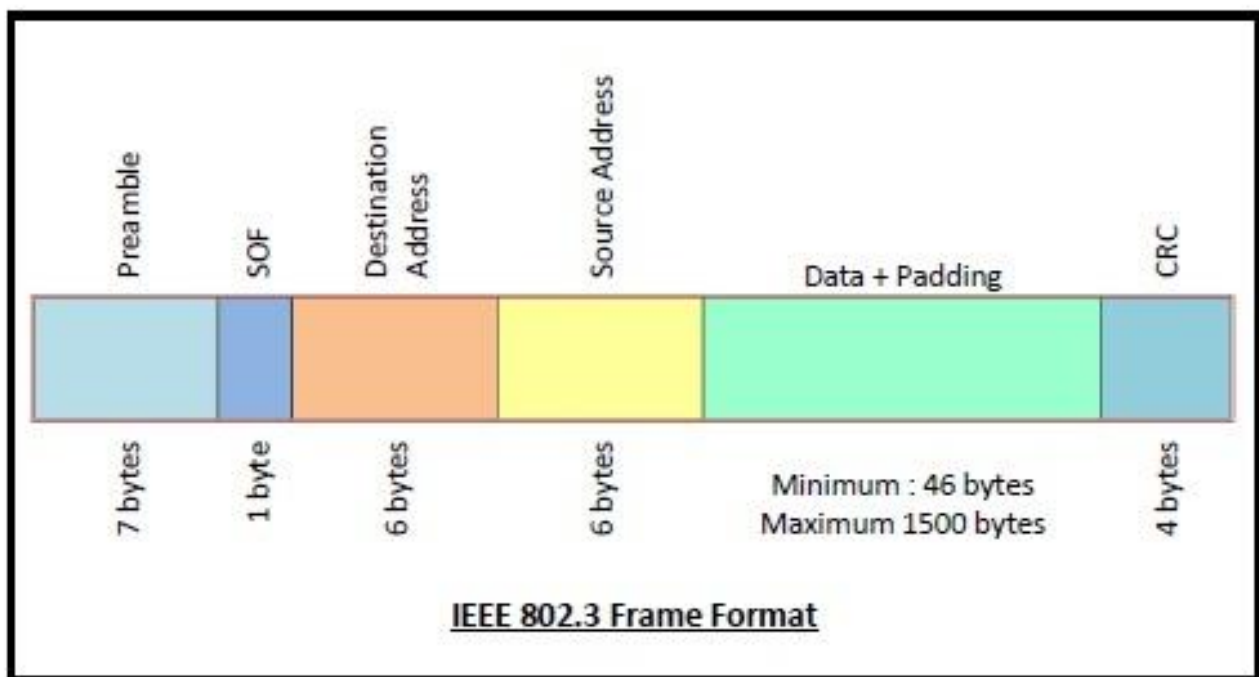 Preamble
SOF
Destination
Address
Source Address
Data + Padding
CRC
7 bytes
1 byte
6 bytes
6 bytes
Minimum : 46 bytes
Maximum 1500 bytes
4 bytes
IEEE 802.3 Frame Format